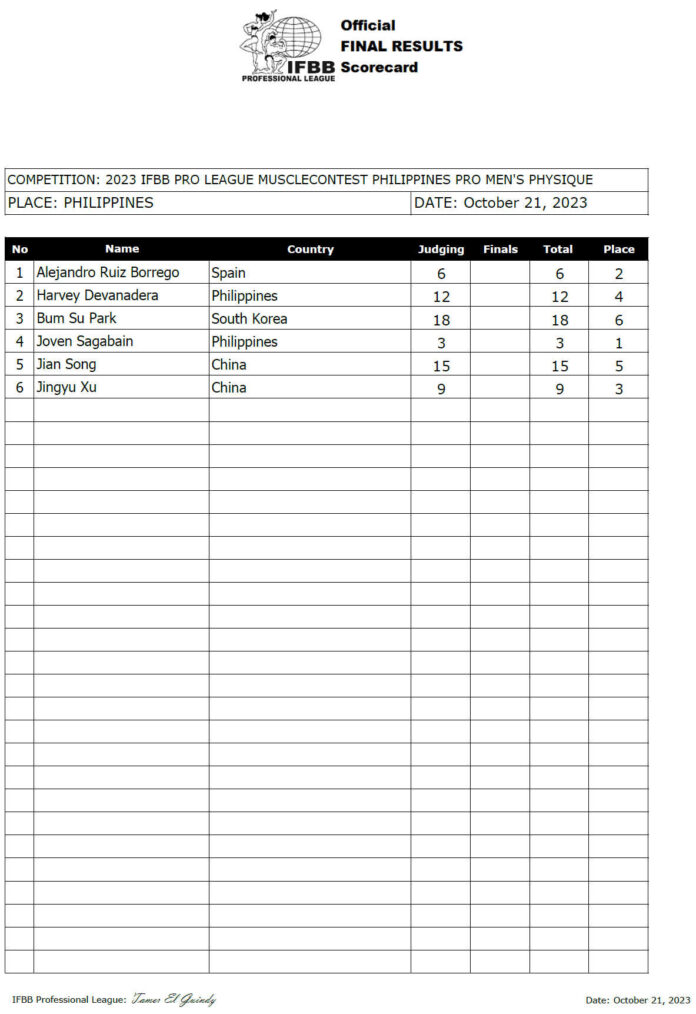 Official
FINAL RESULTS
IFBB Scorecard
PROFESSIONAL LEAGUE
COMPETITION: 2023 IFBB PRO LEAGUE MUSCLECONTEST PHILIPPINES PRO MEN'S PHYSIQUE
PLACE: PHILIPPINES DATE: October 21, 2023
No Name Country Judging Finals Total Place
1 Alejandro Ruiz Borrego Spain 6 6 2
2 Harvey Devanadera Philippines 12 12 4
3 Bum Su Park South Korea 18 18 6
4 Joven Sagabain Philippines 3 3 1
5 Jian Song China 15 15 5
6 Jingyu Xu China 9 9 3
IFBB Professional League: Tamer El Guindy Date: October 21, 2023